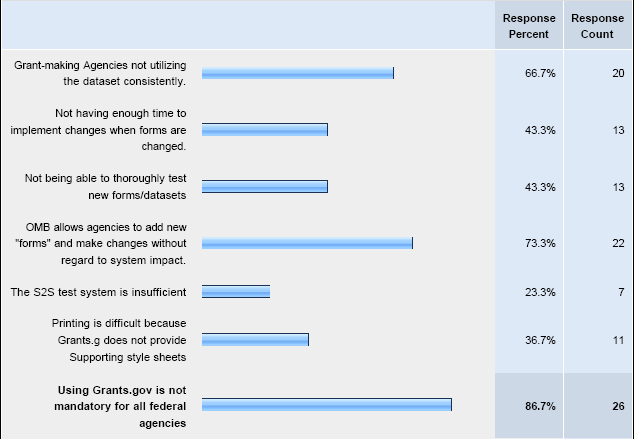 Response Percent
Response Count
Grant-making Agencies not utilizing
the dataset consistently.
66.7% 20
Not having enough time to
implement changes when forms are
changed.
43.3% 13
Not being able to thoroughly test
new forms/datasets
43.3% 13
OMB allows agencies to add new
"forms" and make changes without
regard to system impact.
73.3% 22
The S2S test system is insufficient
23.3% 7
Printing is difficult because
Grants.g does not provide
Supporting style sheets
36.7% 11
Using Grants.gov is not
mandatory for all federal
agencies
86.7% 26